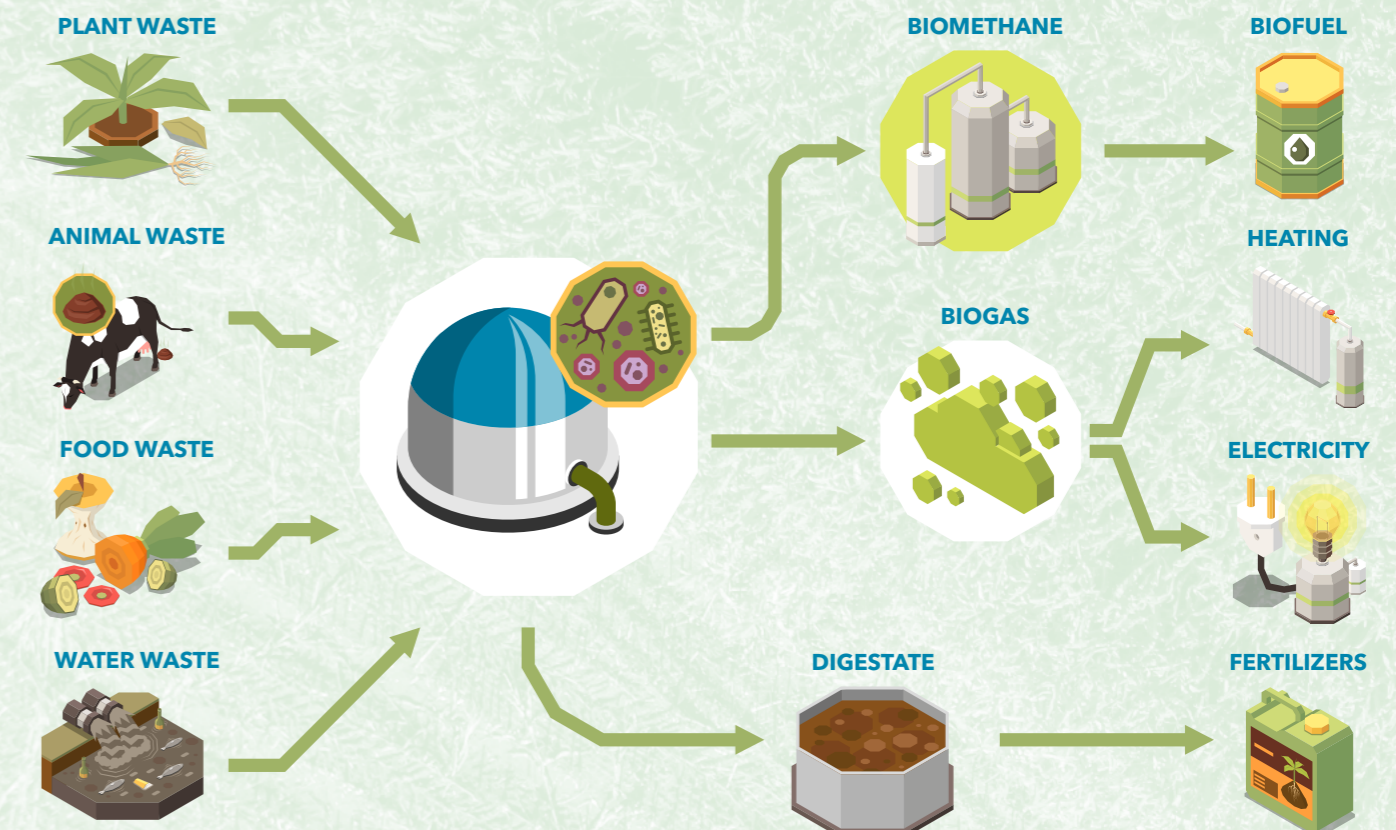 PLANT WASTE
BIOMETHANE
BIOFUEL
ANIMAL WASTE
HEATING
BIOGAS
FOOD WASTE
ELECTRICITY
WATER WASTE
DIGESTATE
FERTILIZERS